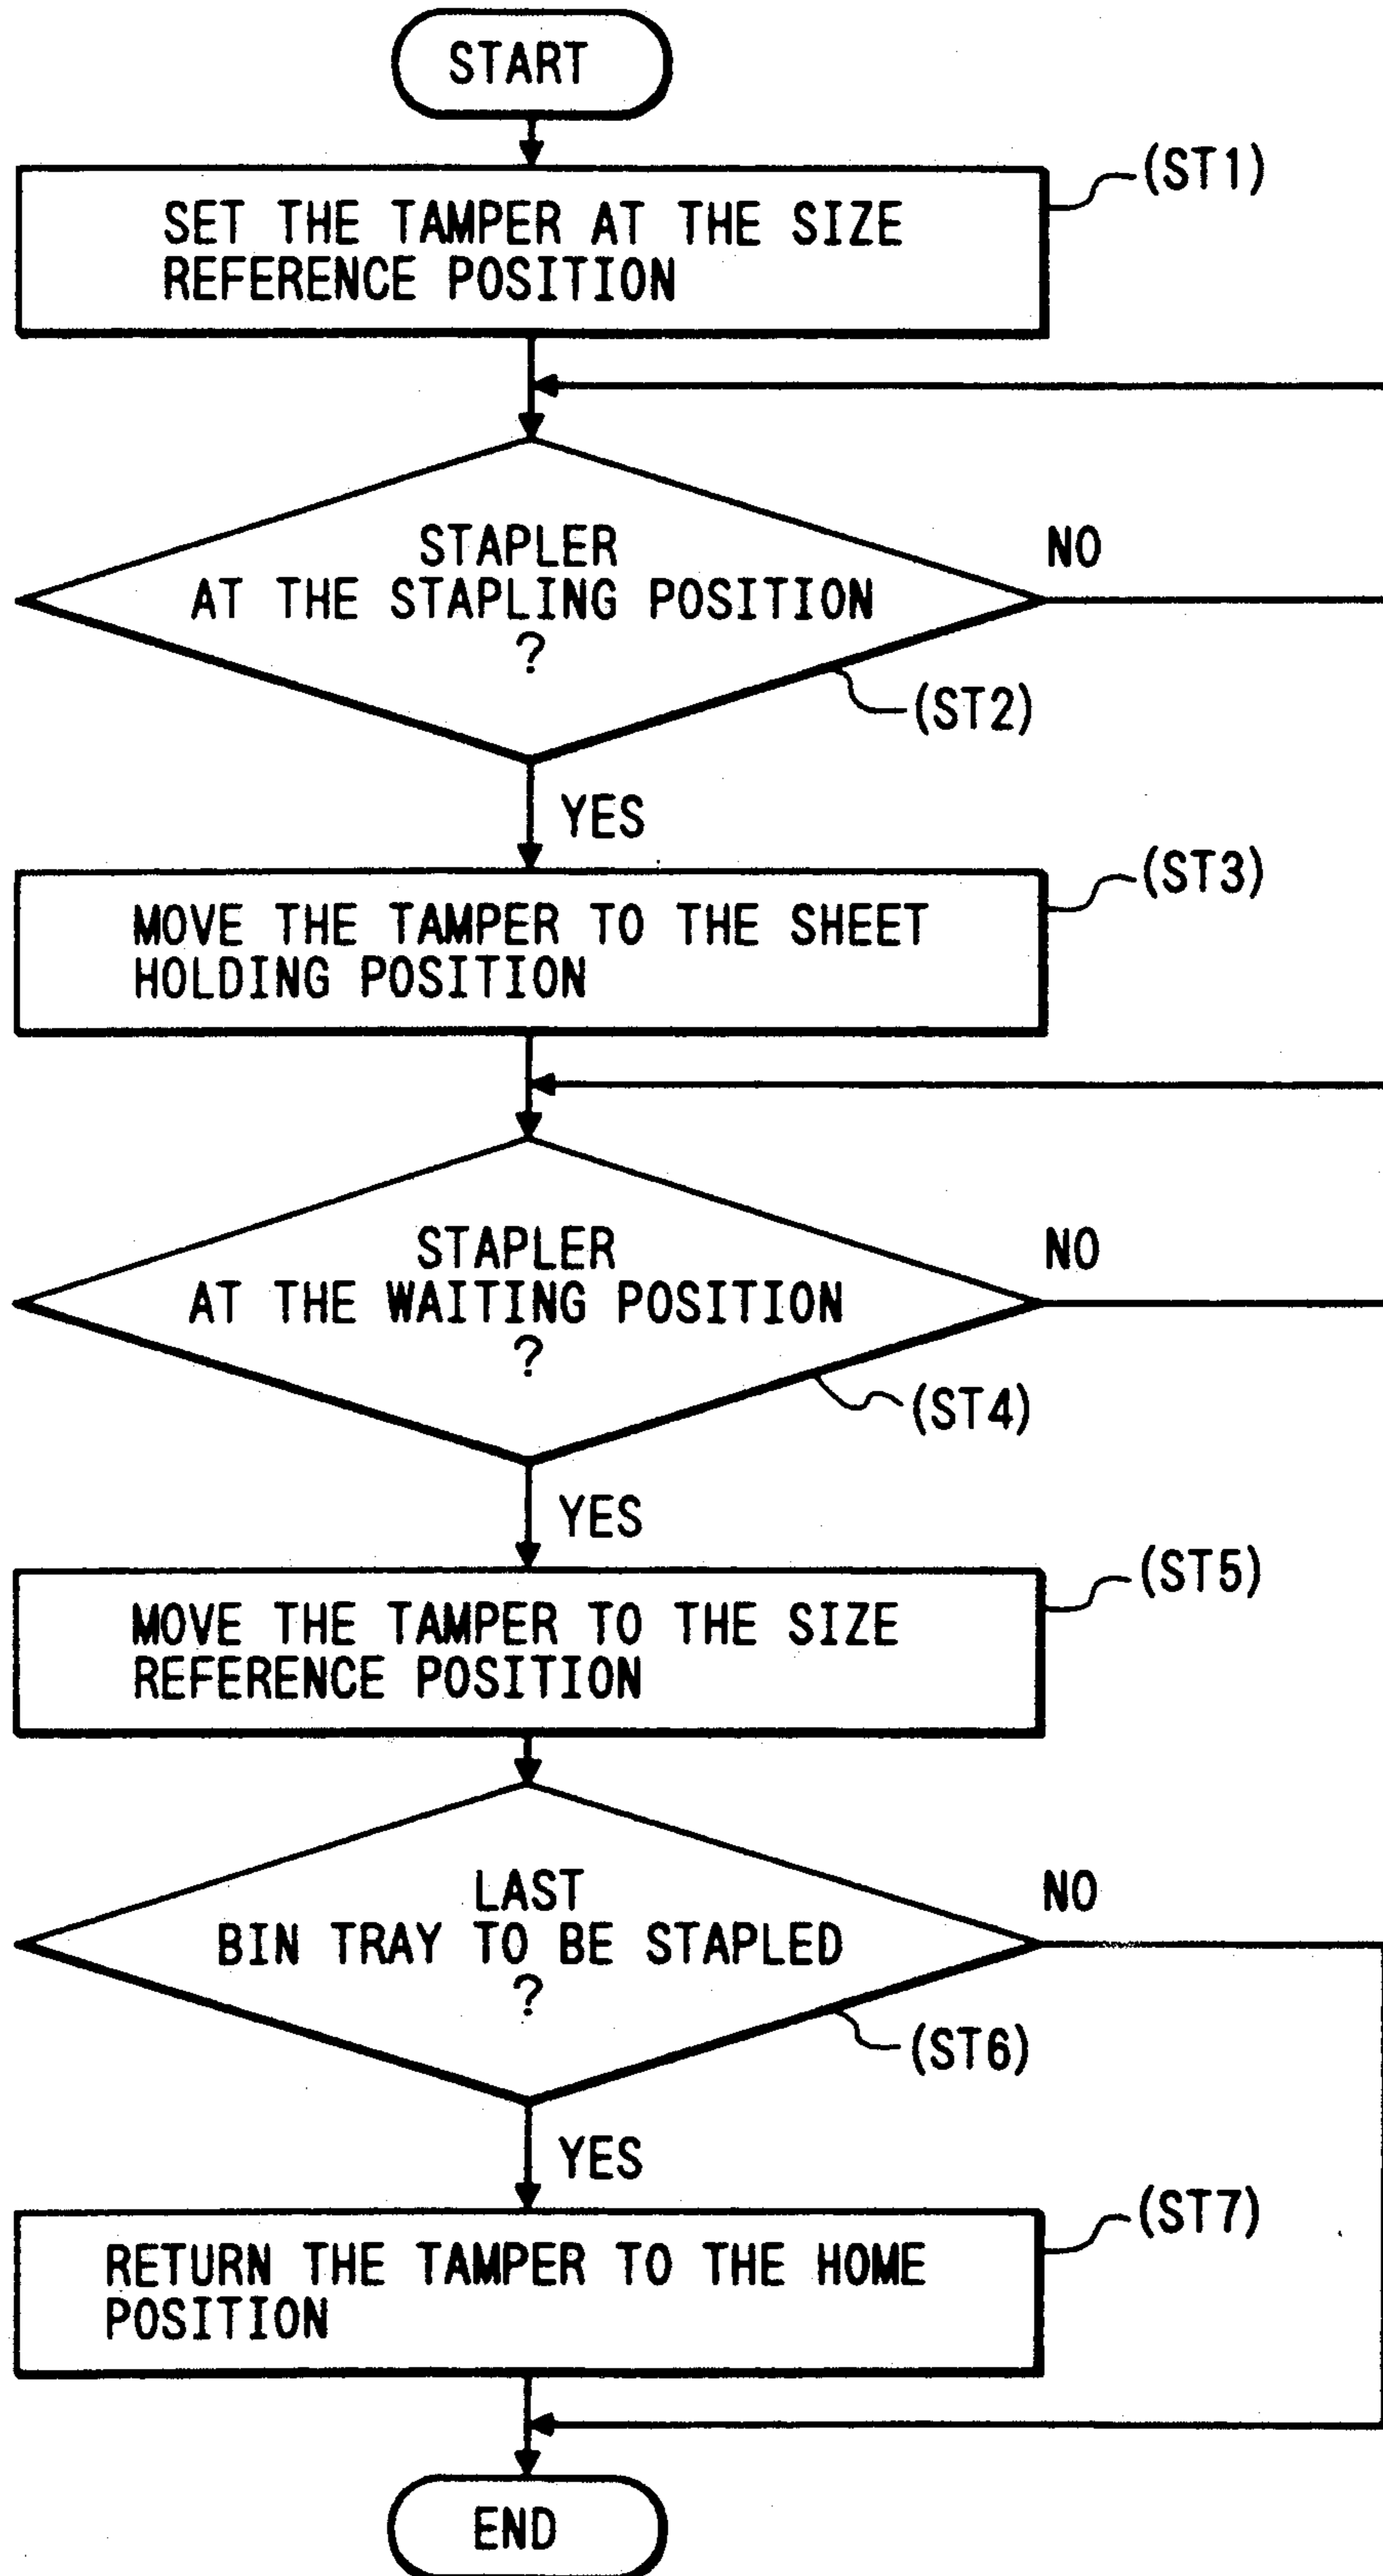 START
(ST1)
SET THE TAMPER AT THE SIZE
REFERENCE POSITION
STAPLER
AT THE STAPLING POSITION
?
NO
(ST2)
YES
(ST3)
MOVE THE TAMPER TO THE SHEET
HOLDING POSITION
STAPLER
AT THE WAITING POSITION
?
NO
(ST4)
YES
(ST5)
MOVE THE TAMPER TO THE SIZE
REFERENCE POSITION
LAST
BIN TRAY TO BE STAPLED
?
NO
(ST6)
YES
(ST7)
RETURN THE TAMPER TO THE HOME
POSITION
END